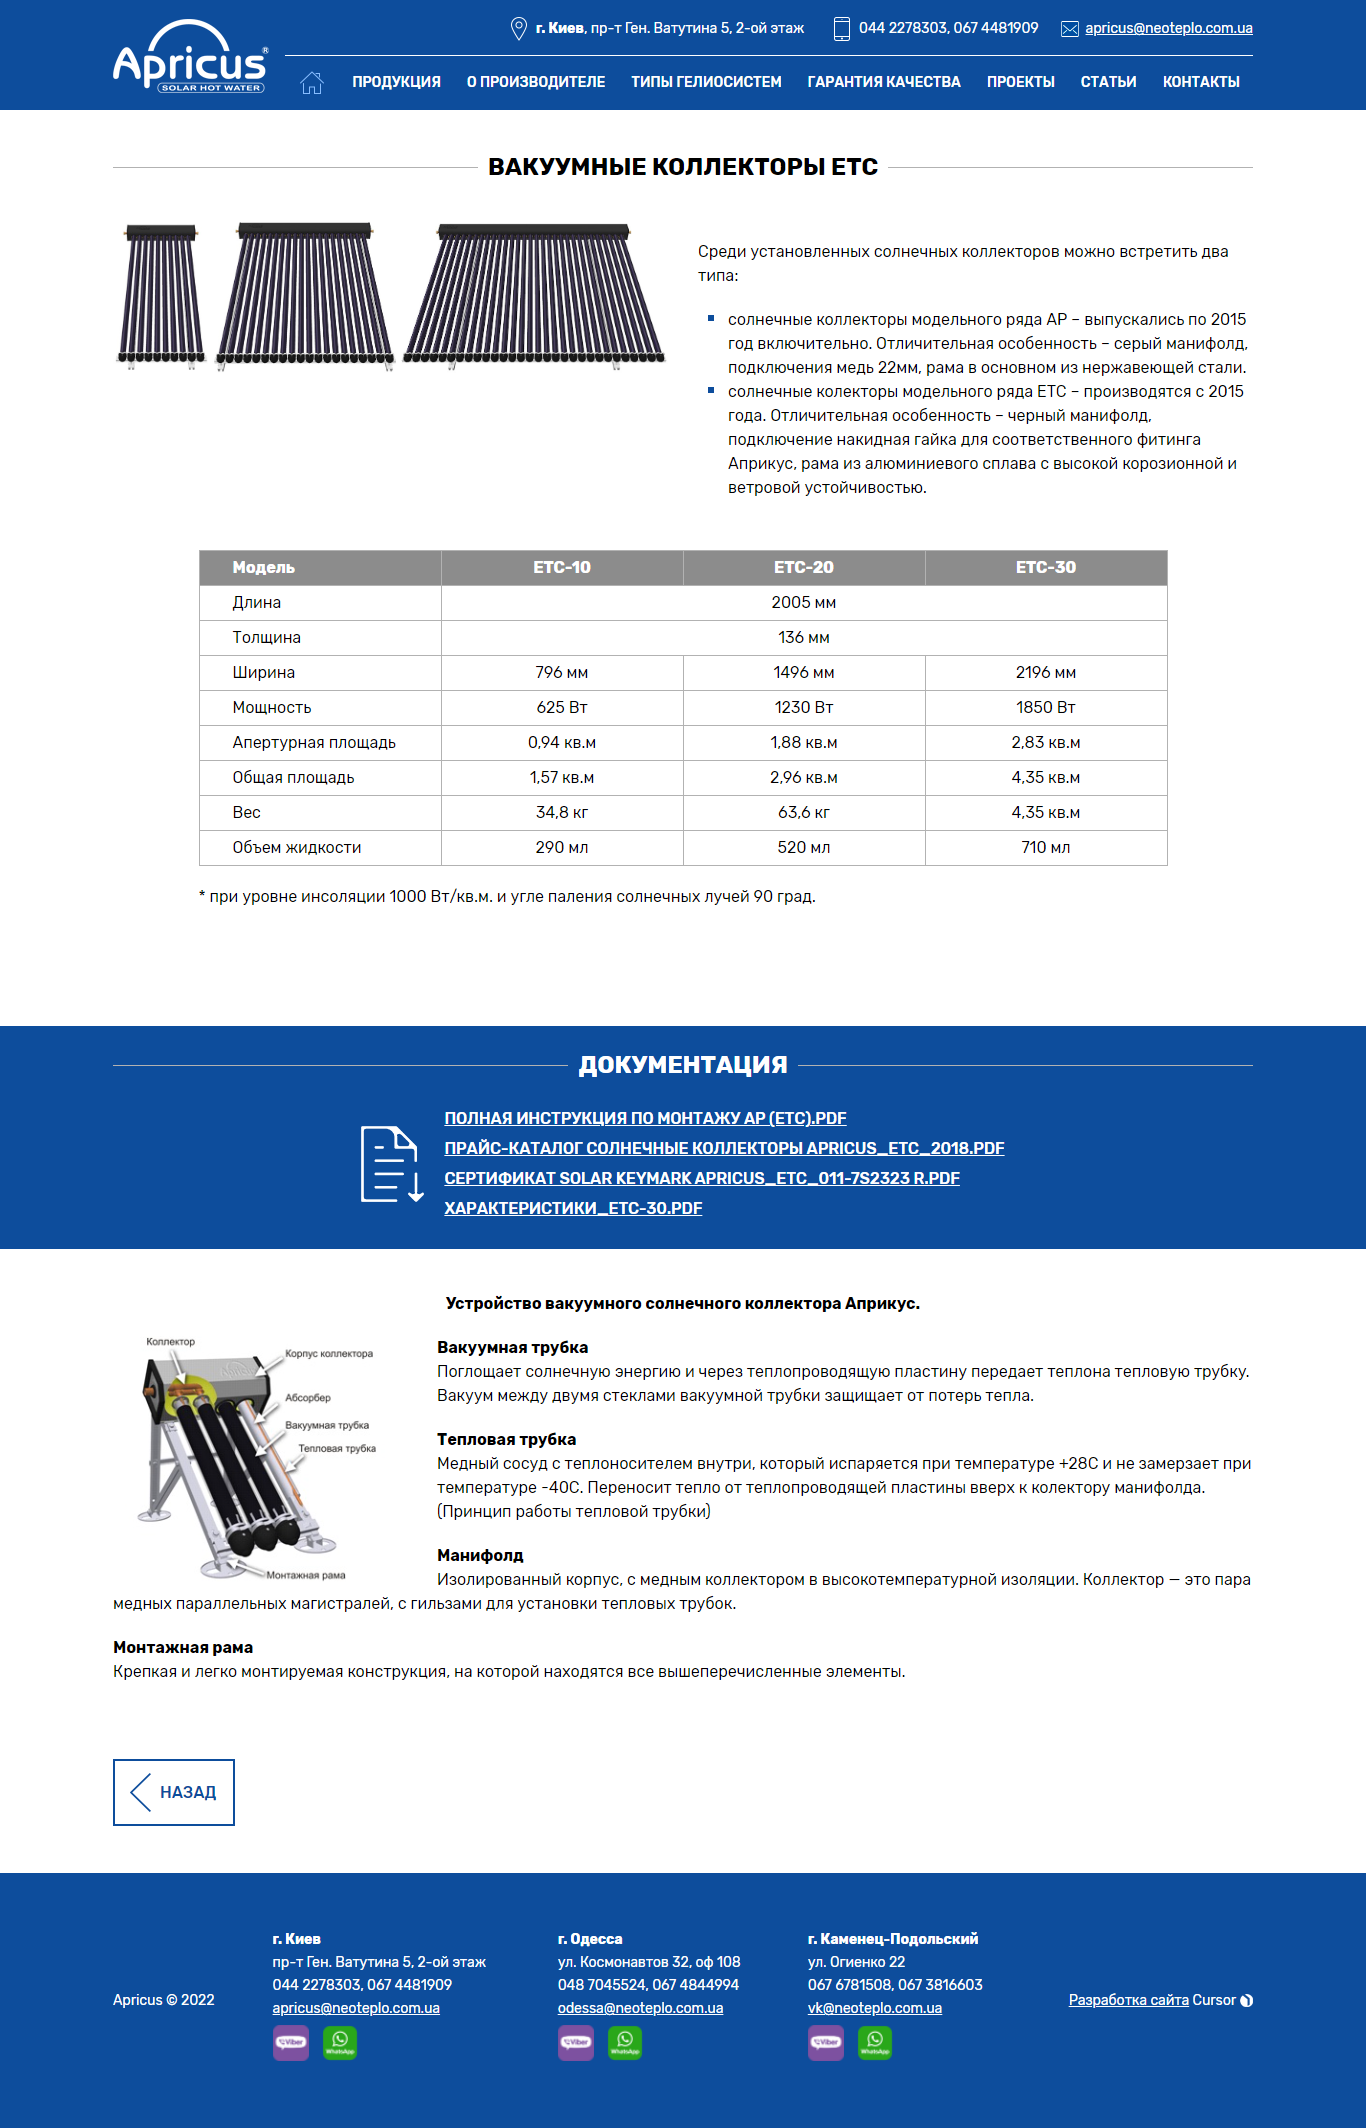 Apricus®
SOLAR HOT WATER
г. Киев, пр-т Ген. Ватутина 5, 2-ой этаж
044 2278303, 067 4481909
apricus@neoteplo.com.ua
ПРОДУКЦИЯ О ПРОИЗВОДИТЕЛЕ ТИПЫ ГЕЛИОСИСТЕМ ГАРАНТИЯ КАЧЕСТВА ПРОЕКТЫ СТАТЬИ КОНТАКТЫ
ВАКУУМНЫЕ КОЛЛЕКТОРЫ ЕТС
Среди установленных солнечных коллекторов можно встретить два
типа:
солнечные коллекторы модельного ряда АР – выпускались по 2015
год включительно. Отличительная особенность – серый манифолд,
подключения медь 22мм, рама в основном из нержавеющей стали.
солнечные колекторы модельного ряда ЕТС – производятся с 2015
года. Отличительная особенность – черный манифолд,
подключение накидная гайка для соответственного фитинга
Априкус, рама из алюминиевого сплава с высокой корозионной и
ветровой устойчивостью.
Модель ЕТС-10 ЕТС-20 ЕТС-30
Длина 2005 мм
Толщина 136 мм
Ширина 796 мм 1496 мм 2196 мм
Мощность 625 Вт 1230 Вт 1850 Вт
Апертурная площадь 0,94 кв.м 1,88 кв.м 2,83 кв.м
Общая площадь 1,57 кв.м 2,96 кв.м 4,35 кв.м
Вес 34,8 кг 63,6 кг 4,35 кв.м
Объем жидкости 290 мл 520 мл 710 мл
* при уровне инсоляции 1000 Вт/кв.м. и угле паления солнечных лучей 90 град.
ДОКУМЕНТАЦИЯ
ПОЛНАЯ ИНСТРУКЦИЯ ПО МОНТАЖУ АР (ЕТС).PDF
ПРАЙС-КАТАЛОГ СОЛНЕЧНЫЕ КОЛЛЕКТОРЫ APRICUS_ETC_2018.PDF
СЕРТИФИКАТ SOLAR KEYMARK APRICUS_ETC_011-7S2323 R.PDF
ХАРАКТЕРИСТИКИ_ЕТС-30.PDF
Устройство вакуумного солнечного коллектора Априкус.
Коллектор
Корпус коллектора
Абсорбер
Вакуумная трубка
Тепловая трубка
Монтажная рама
Вакуумная трубка
Поглощает солнечную энергию и через теплопроводящую пластину передает теплона тепловую трубку.
Вакуум между двумя стеклами вакуумной трубки защищает от потерь тепла.
Тепловая трубка
Медный сосуд с теплоносителем внутри, который испаряется при температуре +28С и не замерзает при
температуре -40С. Переносит тепло от теплопроводящей пластины вверх к колектору манифолда.
(Принцип работы тепловой трубки)
Манифолд
Изолированный корпус, с медным коллектором в высокотемпературной изоляции. Коллектор — это пара
медных параллельных магистралей, с гильзами для установки тепловых трубок.
Монтажная рама
Крепкая и легко монтируемая конструкция, на которой находятся все вышеперечисленные элементы.
НАЗАД
Apricus © 2022
г. Киев
пр-т Ген. Ватутина 5, 2-ой этаж
044 2278303, 067 4481909
apricus@neoteplo.com.ua
Viber WhatsApp
г. Одесса
ул. Космонавтов 32, оф 108
048 7045524, 067 4844994
odessa@neoteplo.com.ua
Viber WhatsApp
г. Каменец-Подольский
ул. Огиенко 22
067 6781508, 067 3816603
vk@neoteplo.com.ua
Viber WhatsApp
Разработка сайта Cursor